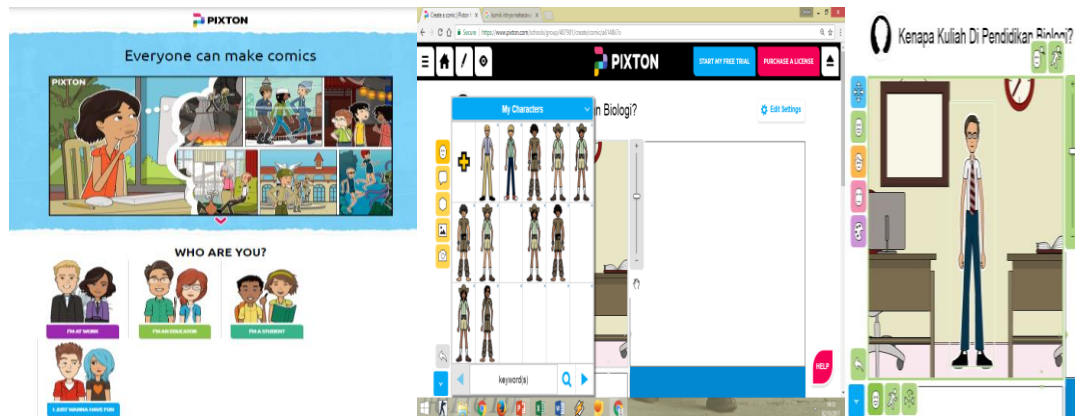 PIXTON
Everyone can make comics
PIXTON
WHO ARE YOU?
I'M AT WORK
I'M AN EDUCATOR
I'M A STUDENT
I JUST WANNA HAVE FUN
Create a comic | Pixton
Secure
PIXTON
START MY FREE TRIAL
PURCHASE A LICENSE
My Characters
n Biologi?
Edit Settings
keyword(s)
HELP
Kenapa Kuliah Di Pendidikan Biologi?